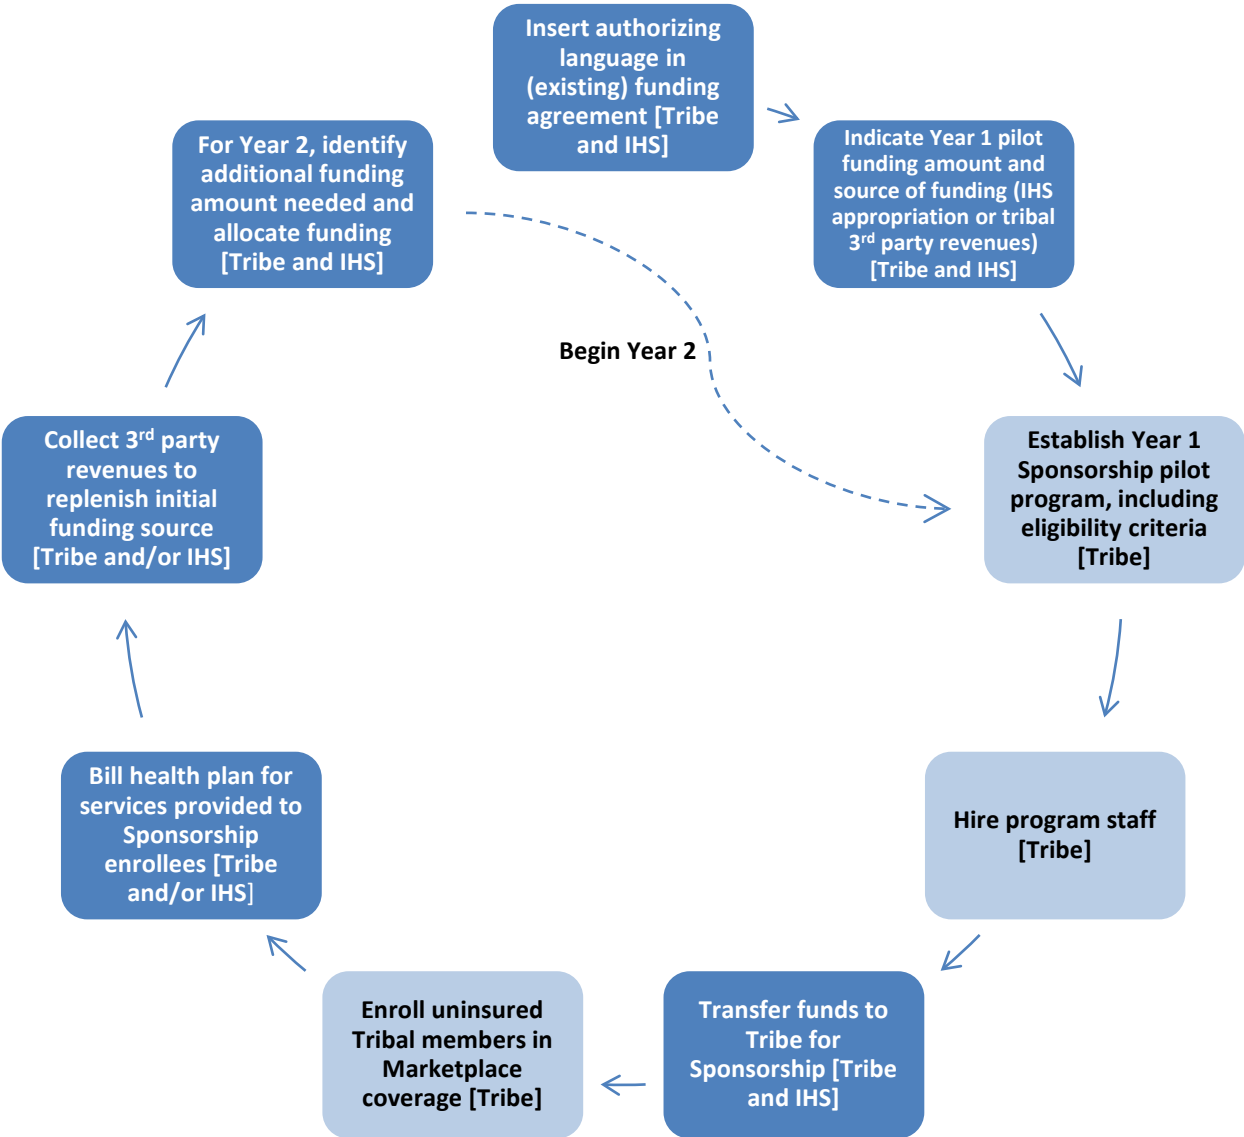 Insert authorizing
language in
(existing) funding
agreement [Tribe
and IHS]
Indicate Year 1 pilot
funding amount and
source of funding (IHS
appropriation or tribal
3rd party revenues)
[Tribe and IHS]
Establish Year 1
Sponsorship pilot
program, including
eligibility criteria
[Tribe]
Hire program staff
[Tribe]
Transfer funds to
Tribe for
Sponsorship [Tribe
and IHS]
Enroll uninsured
Tribal members in
Marketplace
coverage [Tribe]
Bill health plan for
services provided to
Sponsorship
enrollees [Tribe
and/or IHS]
Collect 3rd party
revenues to
replenish initial
funding source
[Tribe and/or IHS]
For Year 2, identify
additional funding
amount needed and
allocate funding
[Tribe and IHS]
Begin Year 2